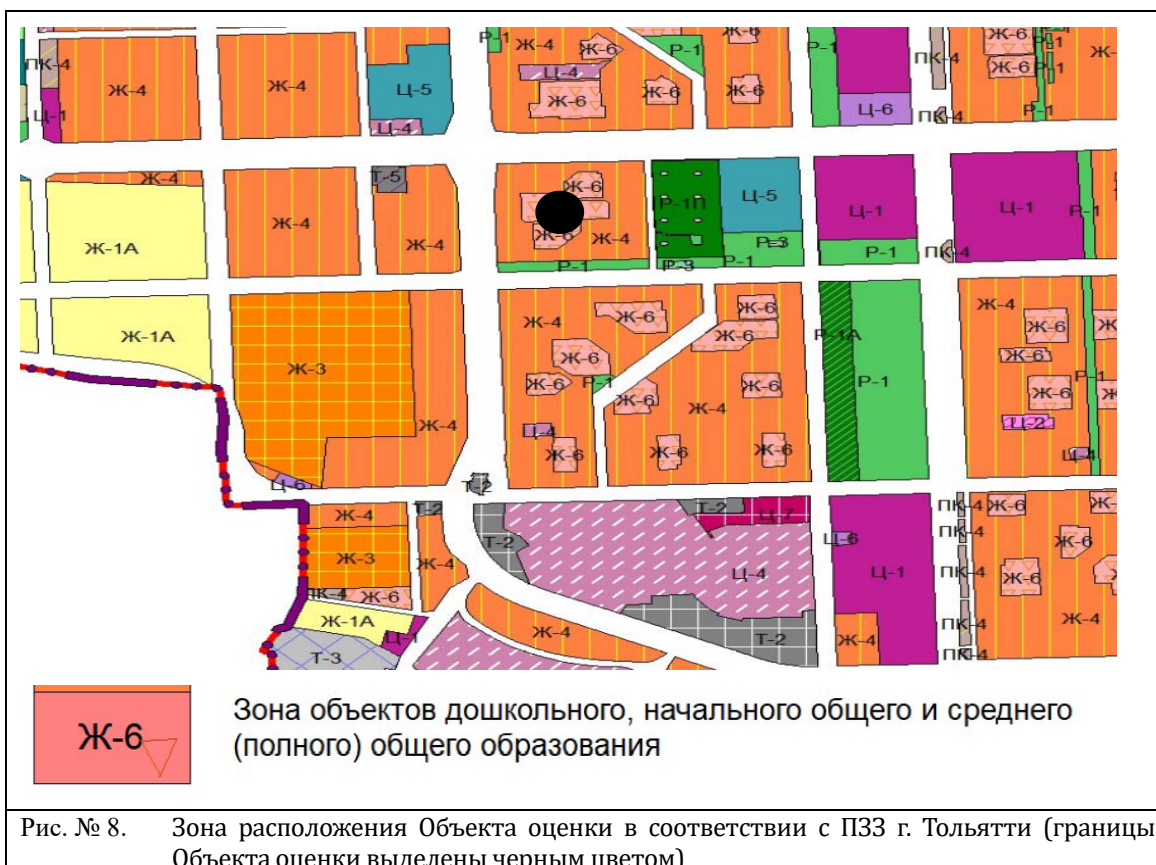 Ж-4 Ж-6 Р-1 Ж-6
ПК-4 Ж-4 Ж-4 Ц-5 Ц-4 Ж-6 Ж-6 Ж-6 ПК-4 Ж-6 Р-1 Ж-6 Р-1
Ц-1 Ц-4 Ц-6 ПК-4 Р-1
Ж-4 Т-5 Ж-6
Ж-1А Ж-4 Ж-4 Ж-6 Ж-4 Р-1П Ц-5 Ц-1 Ц-1 Р-1
Р-1 Р-3 Р-1 Р-3 Р-1 ПК-4
Ж-1А Ж-3 Ж-4 Ж-6 Ж-6 Ж-6 Р-1А Ж-4 Ж-6
Ж-6 Ж-6 Р-1 Ж-6 Ж-6 Р-1 Ж-6 Ж-6 Р-1
Ж-4 Ж-4 Ц-2
Ж-6 Ж-6 Ж-6 Ц-4
Ц-6 Т-2
Ж-4 Т-2 Т-2 Ц-7 ПК-4 Ж-6 Ж-6
Ж-3 Ж-4 Т-2 Ц-6 ПК-4 Ж-6
Ж-6 Ц-4 Ц-1 ПК-4 Ж-6
Ж-1А Ц-1 Ж-4 Ж-4 ПК-4 Ж-4
Т-3 Т-2 ПК-4
Ж-6
Зона объектов дошкольного, начального общего и среднего
(полного) общего образования
Рис. № 8. Зона расположения Объекта оценки в соответствии с ПЗЗ г. Тольятти (границы
Объекта оценки выделены черным цветом)